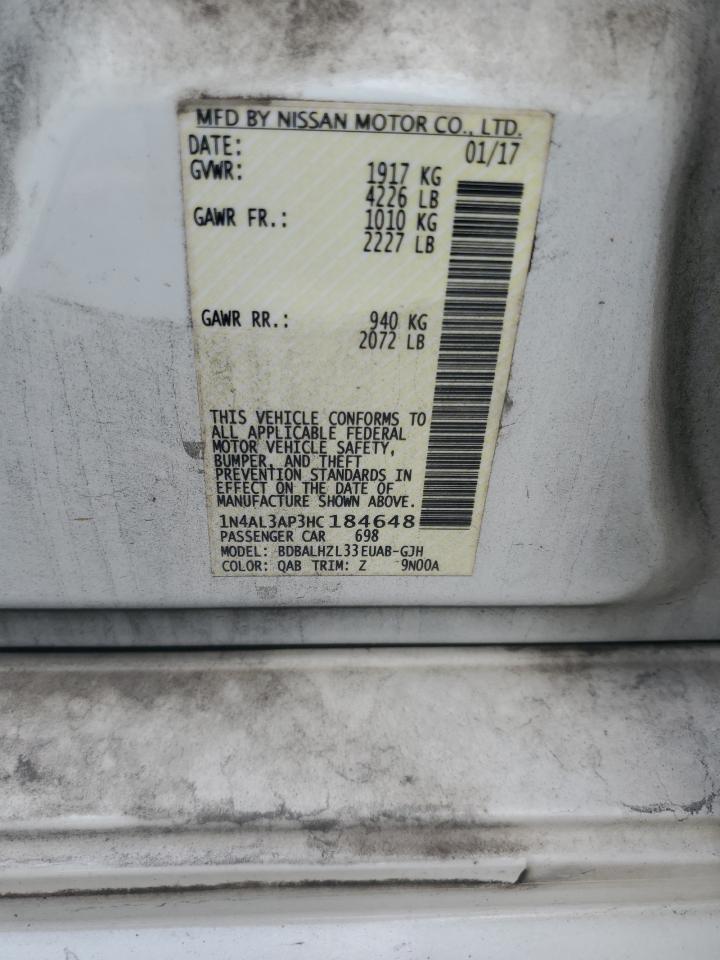 MFD BY NISSAN MOTOR CO., LTD.
DATE: 01/17
GVWR: 1917 KG
4226 LB
GAWR FR.: 1010 KG
2227 LB
GAWR RR.: 940 KG
2072 LB
THIS VEHICLE CONFORMS TO
ALL APPLICABLE FEDERAL
MOTOR VEHICLE SAFETY,
BUMPER, AND THEFT
PREVENTION STANDARDS IN
EFFECT ON THE DATE OF
MANUFACTURE SHOWN ABOVE.
1N4AL3AP3HC184648
PASSENGER CAR 698
MODEL: BDBALHZL33EUAB-GJH
COLOR: QAB TRIM: Z 9N00A